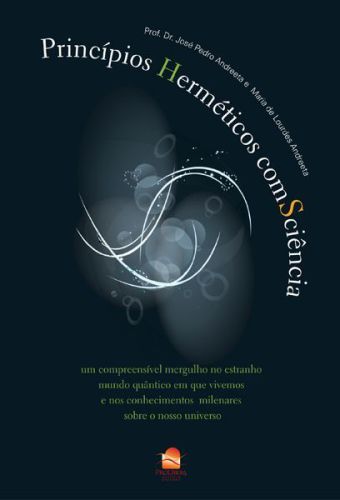 Prof. Dr. José Pedro Andreeta e Maria de Lourdes Andreeta
Princípios Herméticos comSciência
um compreensível mergulho no estranho
mundo quântico em que vivemos
e nos conhecimentos milenares
sobre o nosso universo